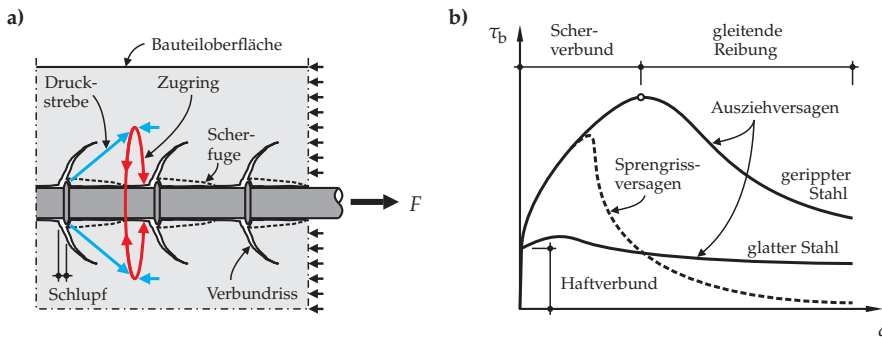 a)
Bauteiloberfläche
Druck-
strebe
Zugring
Scher-
fuge
F
Schlupf
Verbundriss
b)
τb
Scher-
verbund
gleitende
Reibung
Ausziehversagen
Sprengriss-
versagen
gerippter
Stahl
glatter Stahl
Haftverbund